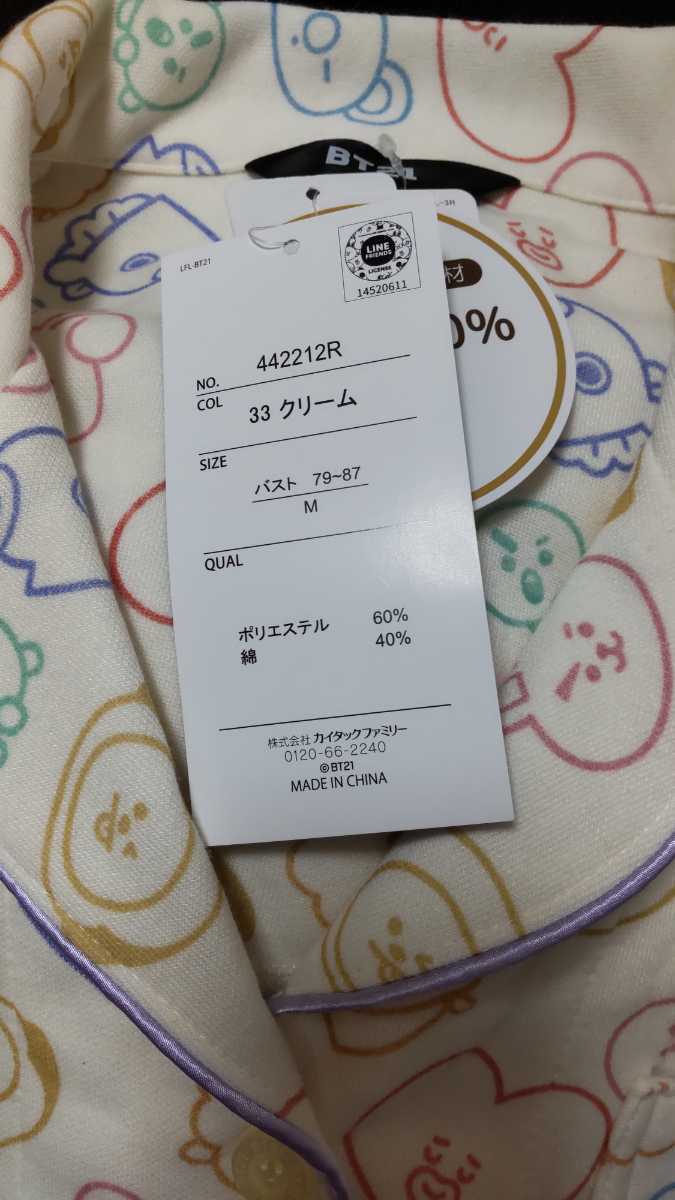 BT21
-3R
材
0%
LFL-BT21
LINE
FRIENDS
LICENSE
14520611
NO. 442212R
COL 33 クリーム
SIZE
バスト 79~87
M
QUAL
ポリエステル 60%
綿 40%
株式会社 カイタックファミリー
0120-66-2240
©BT21
MADE IN CHINA